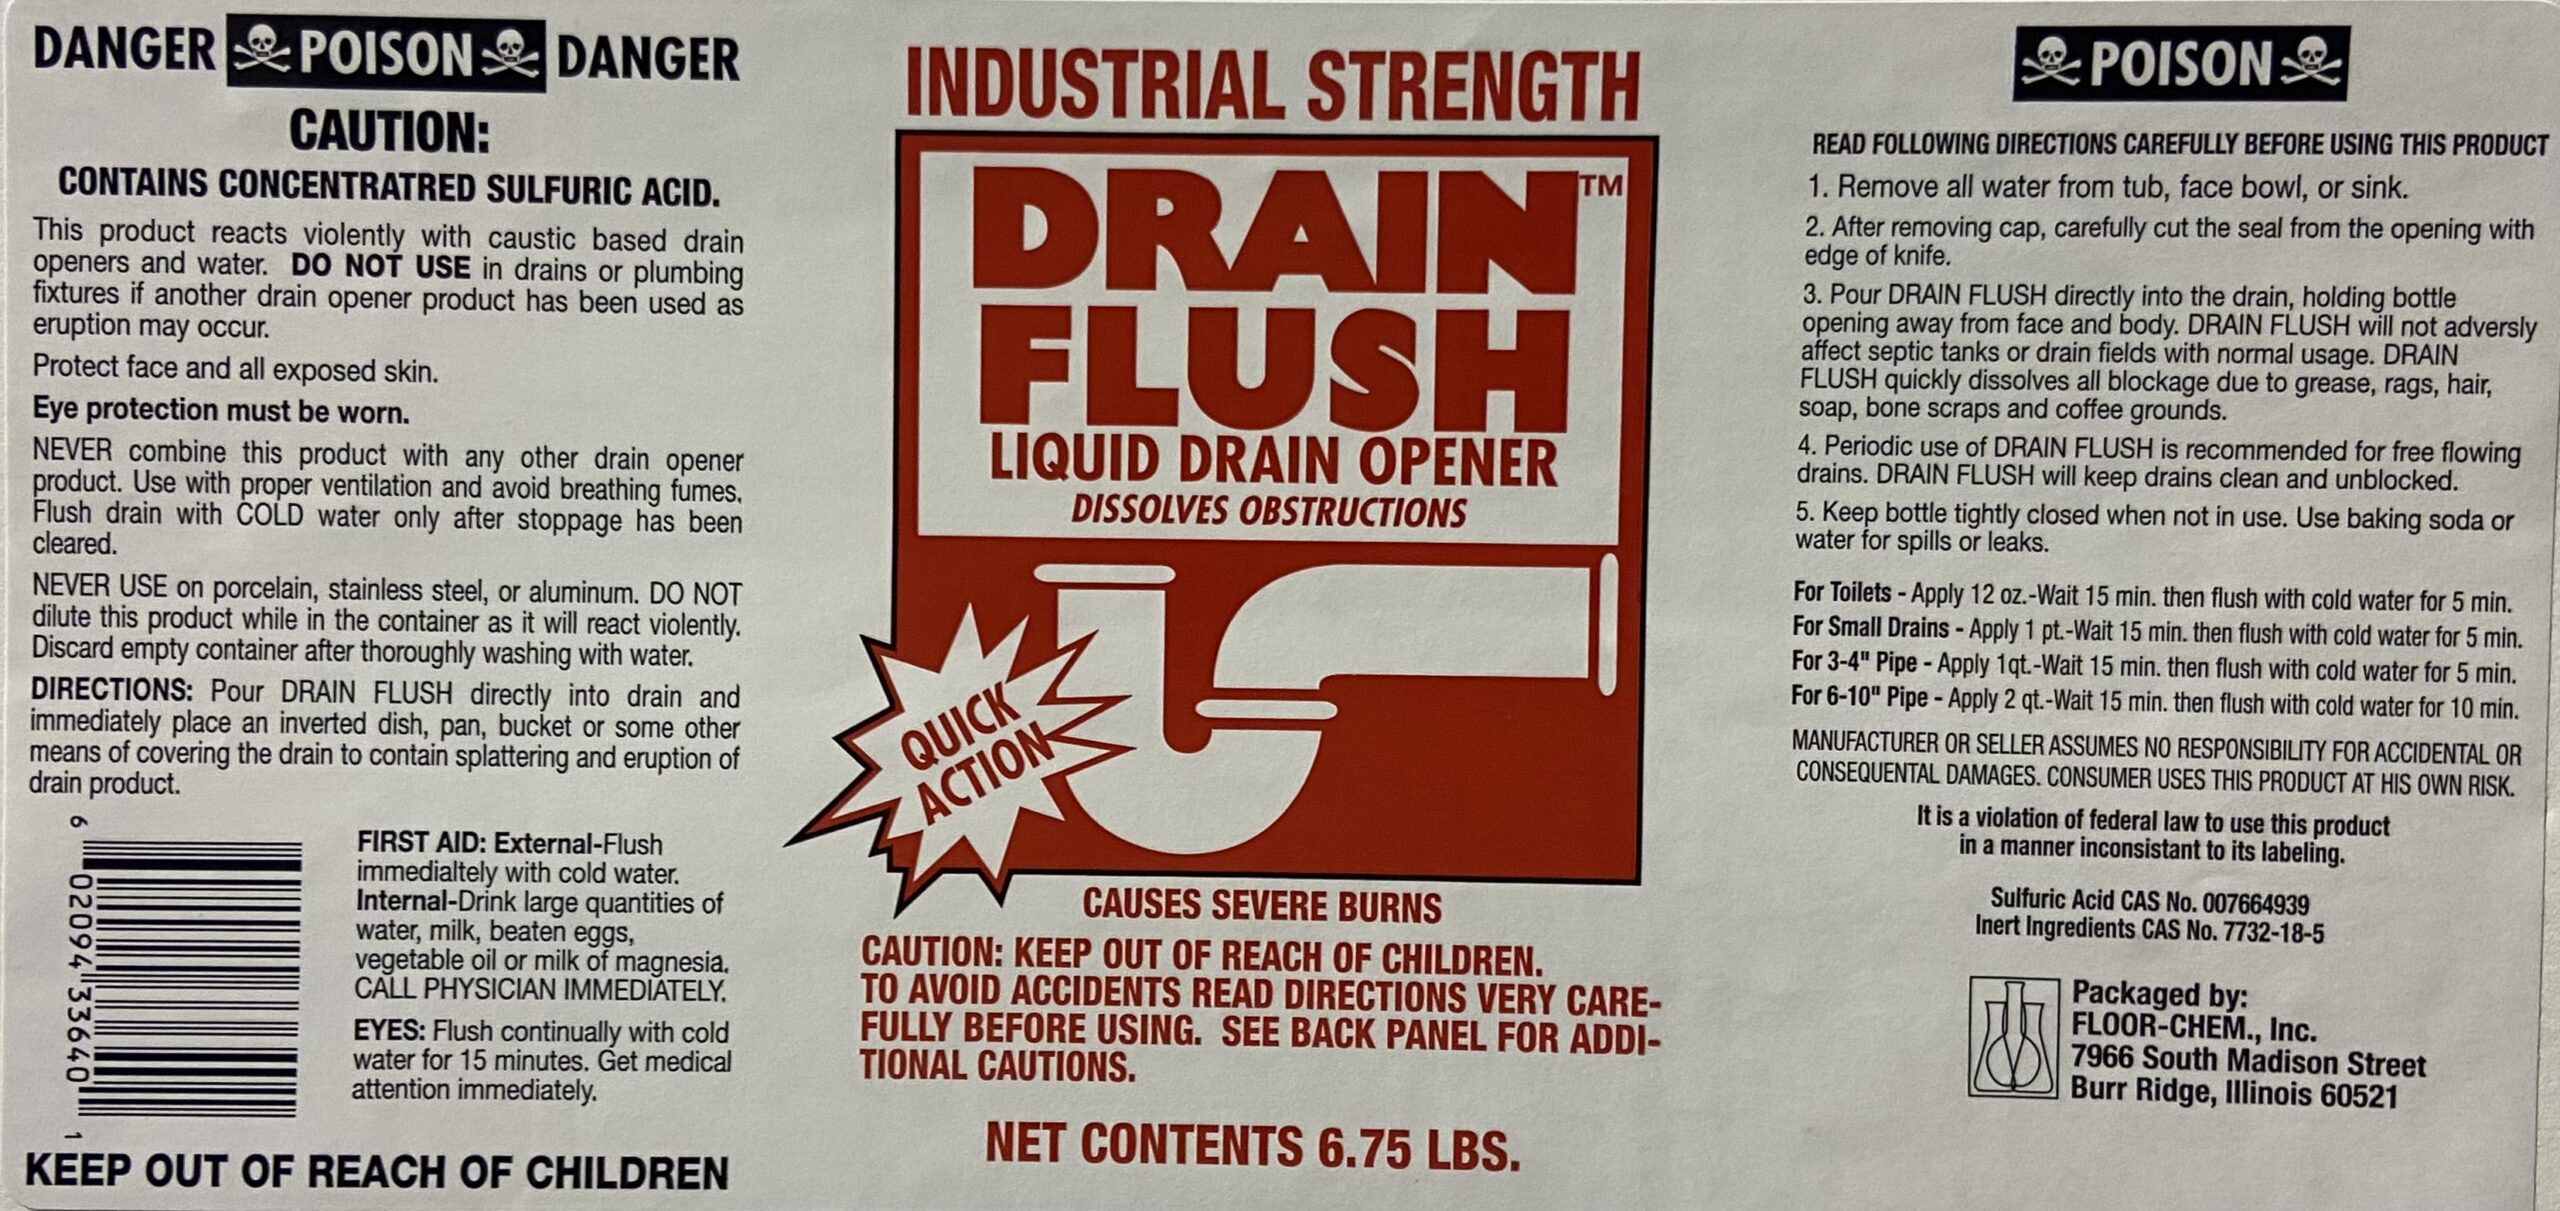 DANGER POISON DANGER
CAUTION:
CONTAINS CONCENTRATRED SULFURIC ACID.
This product reacts violently with caustic based drain
openers and water. DO NOT USE in drains or plumbing
fixtures if another drain opener product has been used as
eruption may occur.
Protect face and all exposed skin.
Eye protection must be worn.
NEVER combine this product with any other drain opener
product. Use with proper ventilation and avoid breathing fumes.
Flush drain with COLD water only after stoppage has been
cleared.
NEVER USE on porcelain, stainless steel, or aluminum. DO NOT
dilute this product while in the container as it will react violently.
Discard empty container after thoroughly washing with water.
DIRECTIONS: Pour DRAIN FLUSH directly into drain and
immediately place an inverted dish, pan, bucket or some other
means of covering the drain to contain splattering and eruption of
drain product.
6 02094 33640 1
FIRST AID: External-Flush
immedialtely with cold water.
Internal-Drink large quantities of
water, milk, beaten eggs,
vegetable oil or milk of magnesia.
CALL PHYSICIAN IMMEDIATELY.
EYES: Flush continually with cold
water for 15 minutes. Get medical
attention immediately.
KEEP OUT OF REACH OF CHILDREN
INDUSTRIAL STRENGTH
DRAIN™
FLUSH
LIQUID DRAIN OPENER
DISSOLVES OBSTRUCTIONS
QUICK
ACTION
CAUSES SEVERE BURNS
CAUTION: KEEP OUT OF REACH OF CHILDREN.
TO AVOID ACCIDENTS READ DIRECTIONS VERY CARE-
FULLY BEFORE USING. SEE BACK PANEL FOR ADDI-
TIONAL CAUTIONS.
NET CONTENTS 6.75 LBS.
POISON
READ FOLLOWING DIRECTIONS CAREFULLY BEFORE USING THIS PRODUCT
1. Remove all water from tub, face bowl, or sink.
2. After removing cap, carefully cut the seal from the opening with
edge of knife.
3. Pour DRAIN FLUSH directly into the drain, holding bottle
opening away from face and body. DRAIN FLUSH will not adversly
affect septic tanks or drain fields with normal usage. DRAIN
FLUSH quickly dissolves all blockage due to grease, rags, hair,
soap, bone scraps and coffee grounds.
4. Periodic use of DRAIN FLUSH is recommended for free flowing
drains. DRAIN FLUSH will keep drains clean and unblocked.
5. Keep bottle tightly closed when not in use. Use baking soda or
water for spills or leaks.
For Toilets - Apply 12 oz.-Wait 15 min. then flush with cold water for 5 min.
For Small Drains - Apply 1 pt.-Wait 15 min. then flush with cold water for 5 min.
For 3-4" Pipe - Apply 1qt.-Wait 15 min. then flush with cold water for 5 min.
For 6-10" Pipe - Apply 2 qt.-Wait 15 min. then flush with cold water for 10 min.
MANUFACTURER OR SELLER ASSUMES NO RESPONSIBILITY FOR ACCIDENTAL OR
CONSEQUENTAL DAMAGES. CONSUMER USES THIS PRODUCT AT HIS OWN RISK.
It is a violation of federal law to use this product
in a manner inconsistant to its labeling.
Sulfuric Acid CAS No. 007664939
Inert Ingredients CAS No. 7732-18-5
Packaged by:
FLOOR-CHEM., Inc.
7966 South Madison Street
Burr Ridge, Illinois 60521